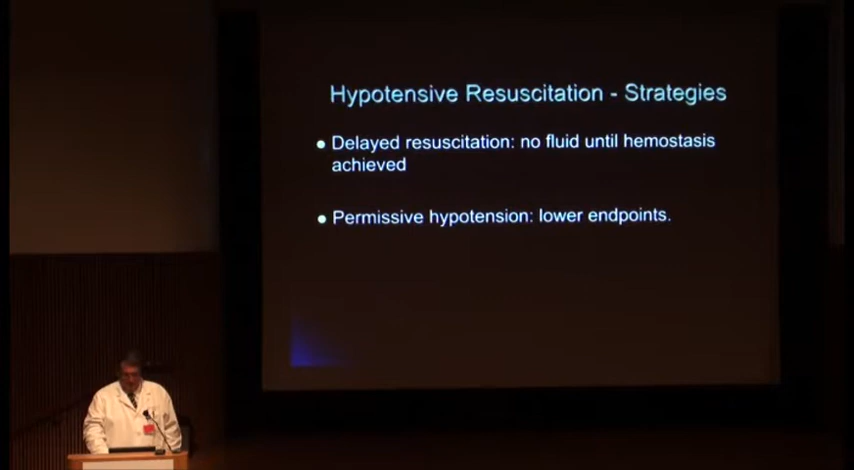 Hypotensive Resuscitation - Strategies
Delayed resuscitation: no fluid until hemostasis
achieved
Permissive hypotension: lower endpoints.